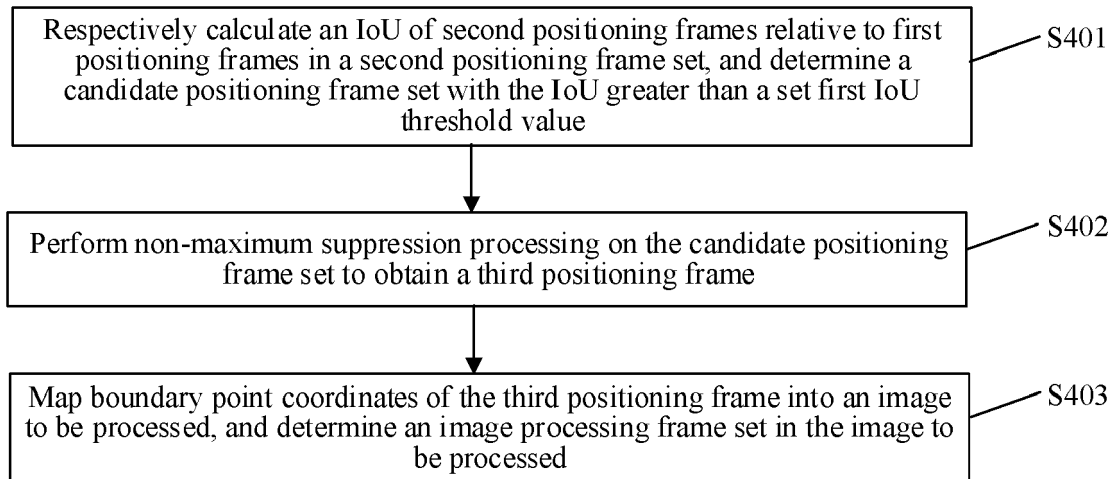 Respectively calculate an IoU of second positioning frames relative to first
positioning frames in a second positioning frame set, and determine a
candidate positioning frame set with the IoU greater than a set first IoU
threshold value
S401
Perform non-maximum suppression processing on the candidate positioning
frame set to obtain a third positioning frame
S402
Map boundary point coordinates of the third positioning frame into an image
to be processed, and determine an image processing frame set in the image to
be processed
S403